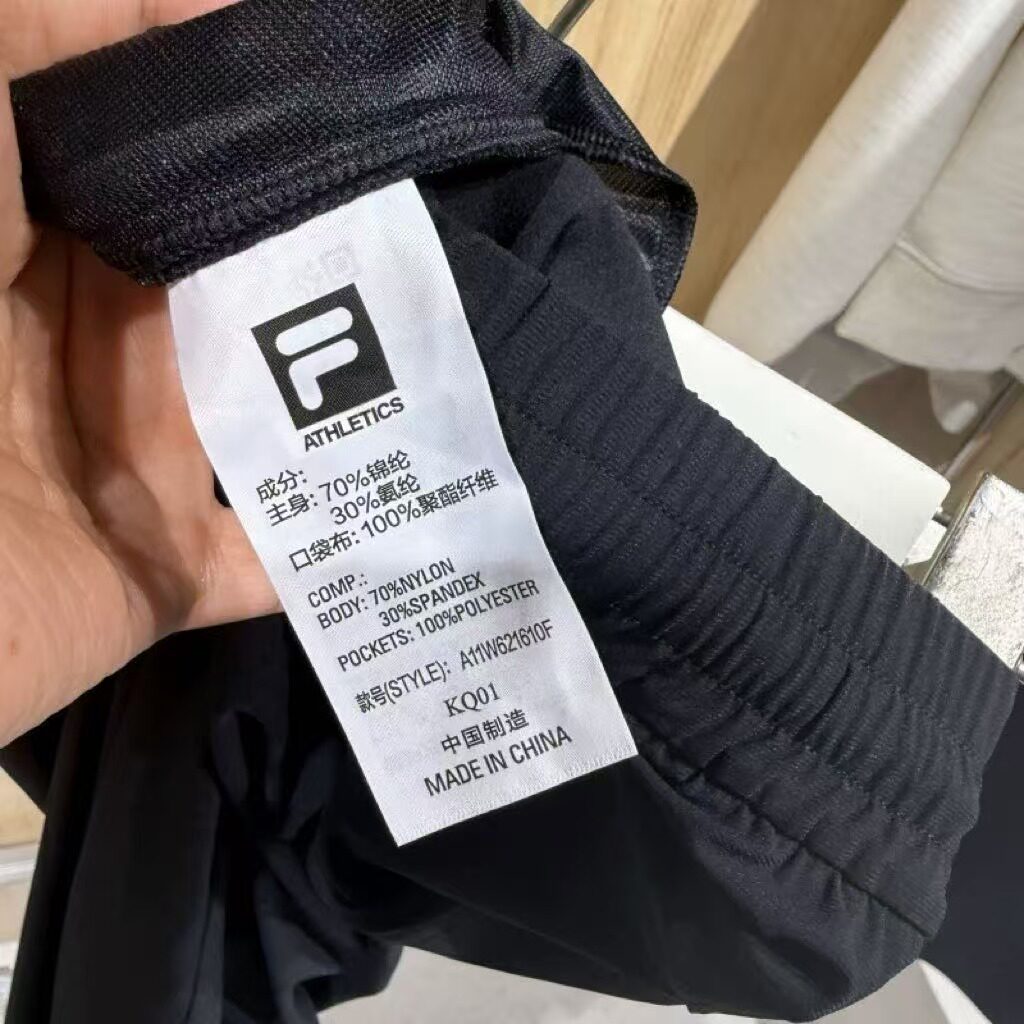 F
ATHLETICS
成分:
主身: 70%锦纶
30%氨纶
口袋布: 100%聚酯纤维
COMP.:
BODY: 70%NYLON
30%SPANDEX
POCKETS: 100%POLYESTER
款号(STYLE): A11W621610F
KQ01
中国制造
MADE IN CHINA